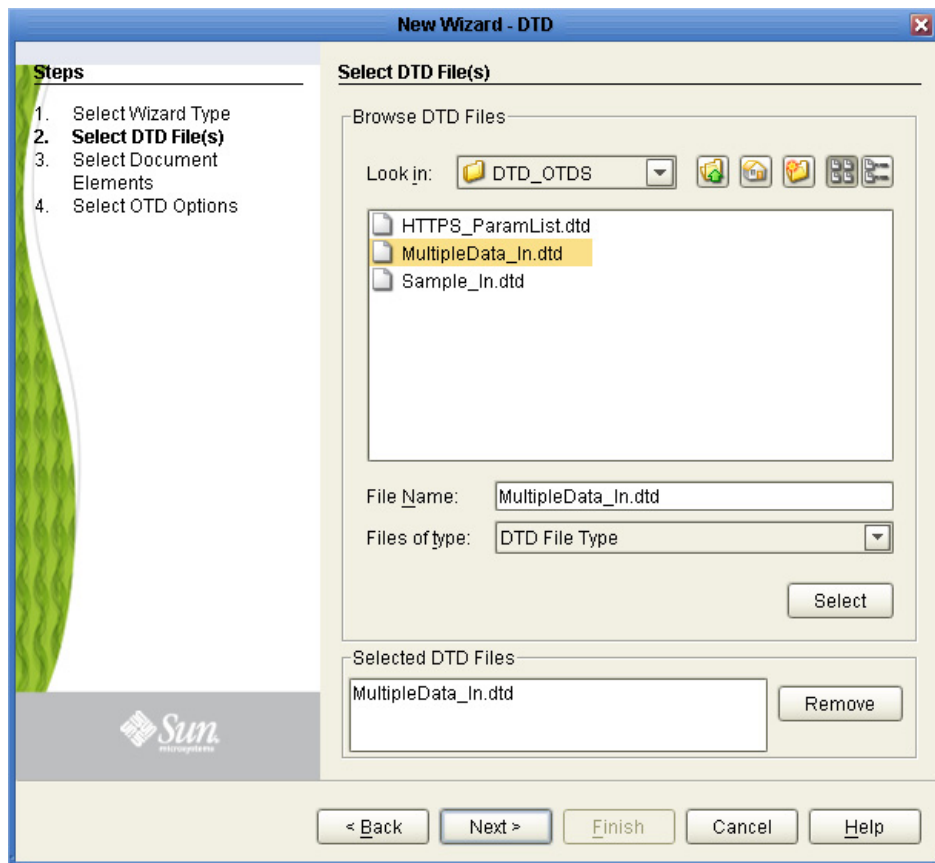 New Wizard - DTD
Steps
1. Select Wizard Type
2. Select DTD File(s)
3. Select Document
Elements
4. Select OTD Options
Select DTD File(s)
Browse DTD Files
Look in: DTD_OTDS
HTTPS_ParamList.dtd
MultipleData_In.dtd
Sample_In.dtd
File Name: MultipleData_In.dtd
Files of type: DTD File Type
Select
Selected DTD Files
MultipleData_In.dtd
Remove
Sun
microsystems
< Back Next > Finish Cancel Help